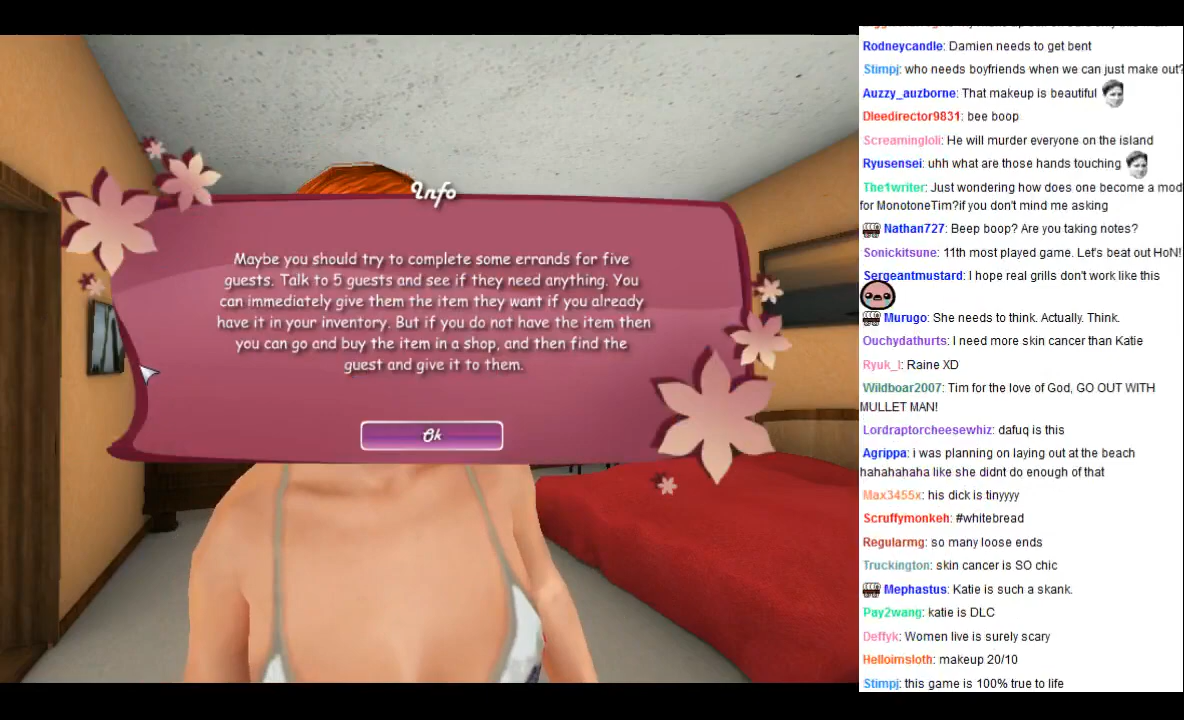 Info
Maybe you should try to complete some errands for five
guests. Talk to 5 guests and see if they need anything. You
can immediately give them the item they want if you already
have it in your inventory. But if you do not have the item then
you can go and buy the item in a shop, and then find the
guest and give it to them.
Ok
Rodneycandle: Damien needs to get bent
Stimpj: who needs boyfriends when we can just make out?
Auzzy_auzborne: That makeup is beautiful
Dleedirector9831: bee boop
Screamingloli: He will murder everyone on the island
Ryusensei: uhh what are those hands touching
The1writer: Just wondering how does one become a mod
for MonotoneTim?if you don't mind me asking
Nathan727: Beep boop? Are you taking notes?
Sonickitsune: 11th most played game. Let's beat out HoN!
Sergeantmustard: I hope real grills don't work like this
Murugo: She needs to think. Actually. Think.
Ouchydathurts: I need more skin cancer than Katie
Ryuk_l: Raine XD
Wildboar2007: Tim for the love of God, GO OUT WITH
MULLET MAN!
Lordraptorcheesewhiz: dafuq is this
Agrippa: i was planning on laying out at the beach
hahahahaha like she didnt do enough of that
Max3455x: his dick is tinyyyy
Scruffymonkeh: #whitebread
Regularmg: so many loose ends
Truckington: skin cancer is SO chic
Mephastus: Katie is such a skank.
Pay2wang: katie is DLC
Deffyk: Women live is surely scary
Helloimsloth: makeup 20/10
Stimpj: this game is 100% true to life